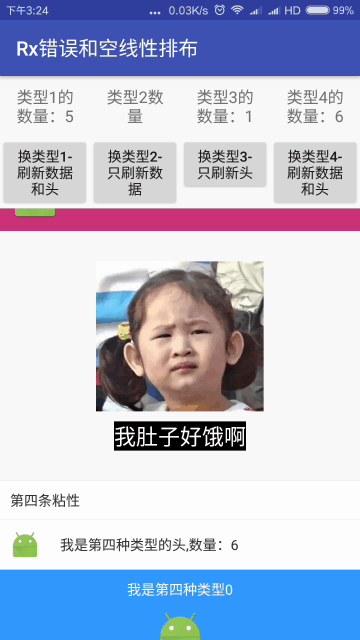 下午3:24
... 0.03K/s HD 99%
Rx错误和空线性排布
类型1的
数量：5
类型2数
量
类型3的
数量：1
类型4的
数量：6
换类型1-
刷新数据
和头
换类型2-
只刷新数
据
换类型3-
只刷新头
换类型4-
刷新数据
和头
我肚子好饿啊
第四条粘性
我是第四种类型的头,数量：6
我是第四种类型0